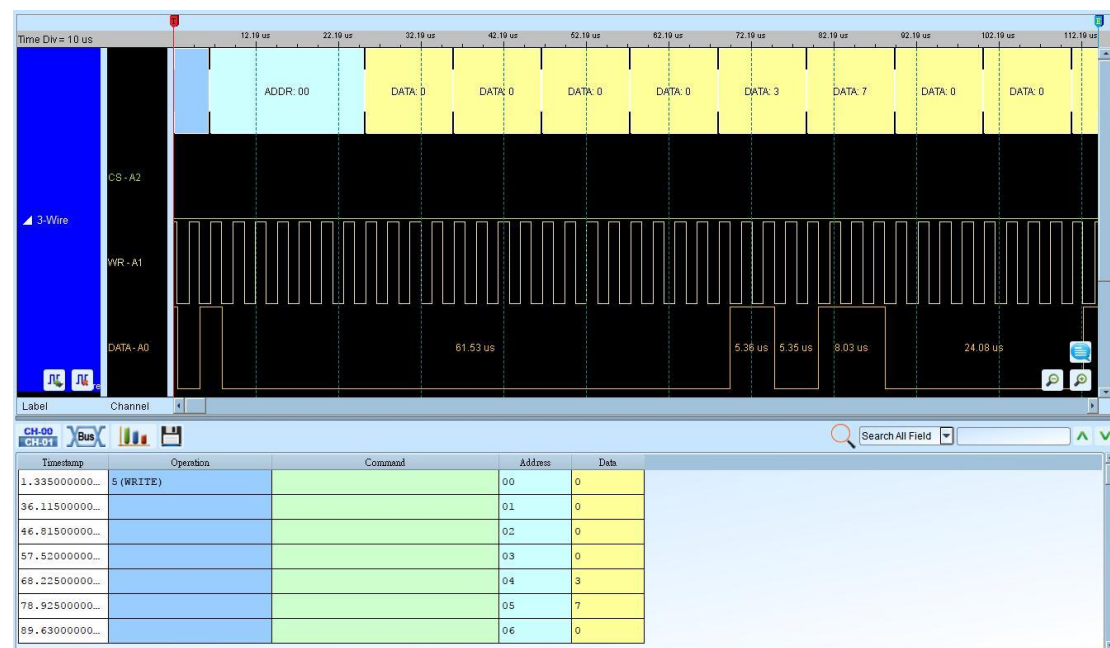 Time Div = 10 us
12.19 us 22.19 us 32.19 us 42.19 us 52.19 us 62.19 us 72.19 us 82.19 us 92.19 us 102.19 us 112.19 us
ADDR: 00 DATA: 0 DATA: 0 DATA: 0 DATA: 0 DATA: 3 DATA: 7 DATA: 0 DATA: 0
CS - A2
3-Wire
WR - A1
DATA - A0 61.53 us 5.36 us 5.35 us 8.03 us 24.08 us
Label Channel
CH-00
CH-01
Bus
Search All Field
Timestamp Operation Command Address Data
1.335000000... 5 (WRITE) 00 0
36.11500000... 01 0
46.81500000... 02 0
57.52000000... 03 0
68.22500000... 04 3
78.92500000... 05 7
89.63000000... 06 0